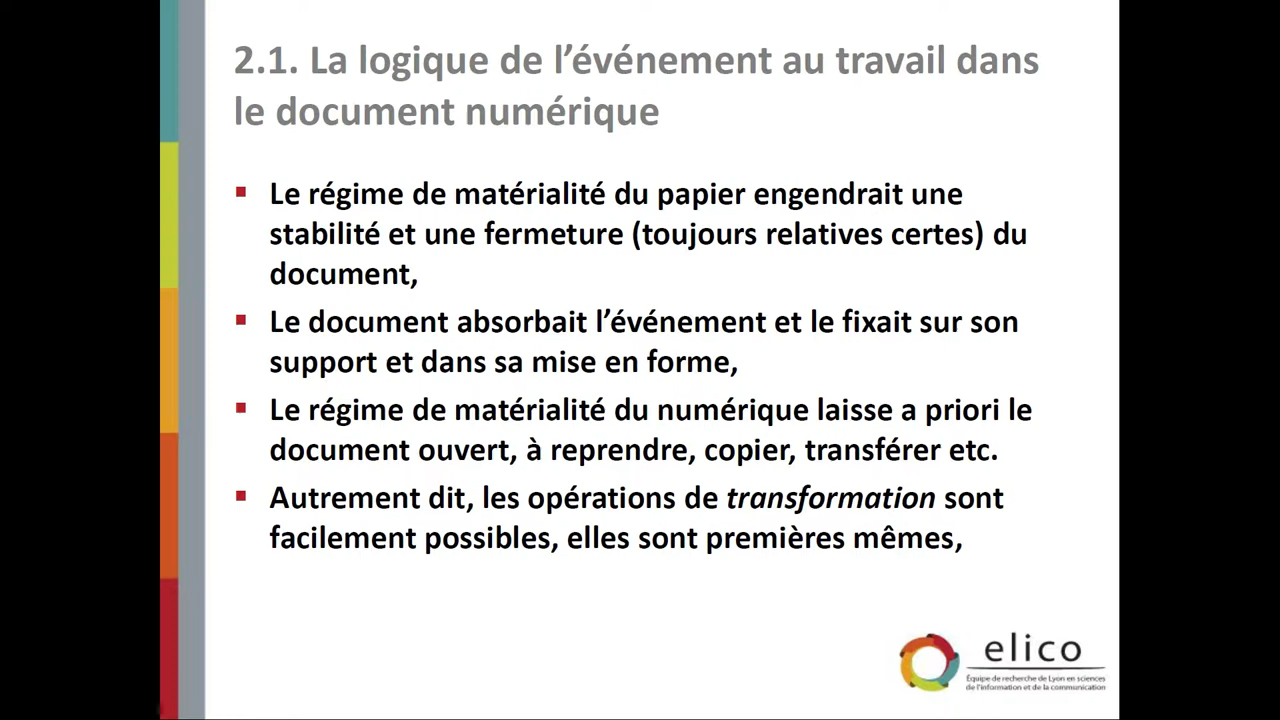 2.1. La logique de l’événement au travail dans
le document numérique
Le régime de matérialité du papier engendrait une
stabilité et une fermeture (toujours relatives certes) du
document,
Le document absorbait l’événement et le fixait sur son
support et dans sa mise en forme,
Le régime de matérialité du numérique laisse a priori le
document ouvert, à reprendre, copier, transférer etc.
Autrement dit, les opérations de transformation sont
facilement possibles, elles sont premières mêmes,
elico
Équipe de recherche de Lyon en sciences
de l'information et de la communication